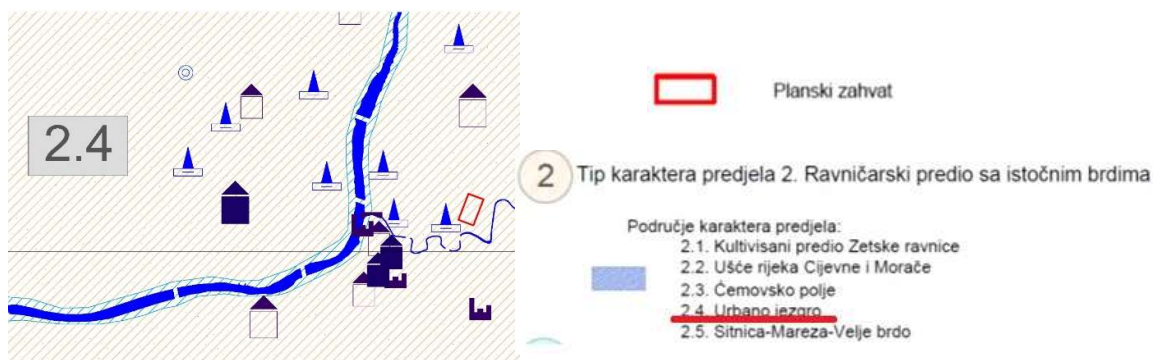 2.4
Planski zahvat
2 Tip karaktera predjela 2. Ravničarski predio sa istočnim brdima
Područje karaktera predjela:
2.1. Kultivisani predio Zetske ravnice
2.2. Ušće rijeka Cijevne i Morače
2.3. Ćemovsko polje
2.4. Urbano jezgro
2.5. Sitnica-Mareza-Velje brdo